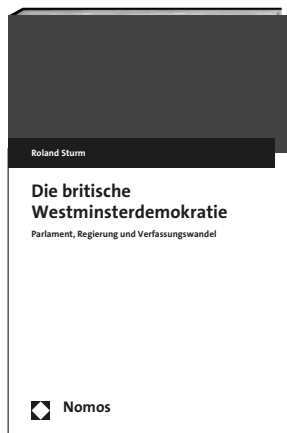 Roland Sturm
Die britische
Westminsterdemokratie
Parlament, Regierung und Verfassungswandel
Nomos